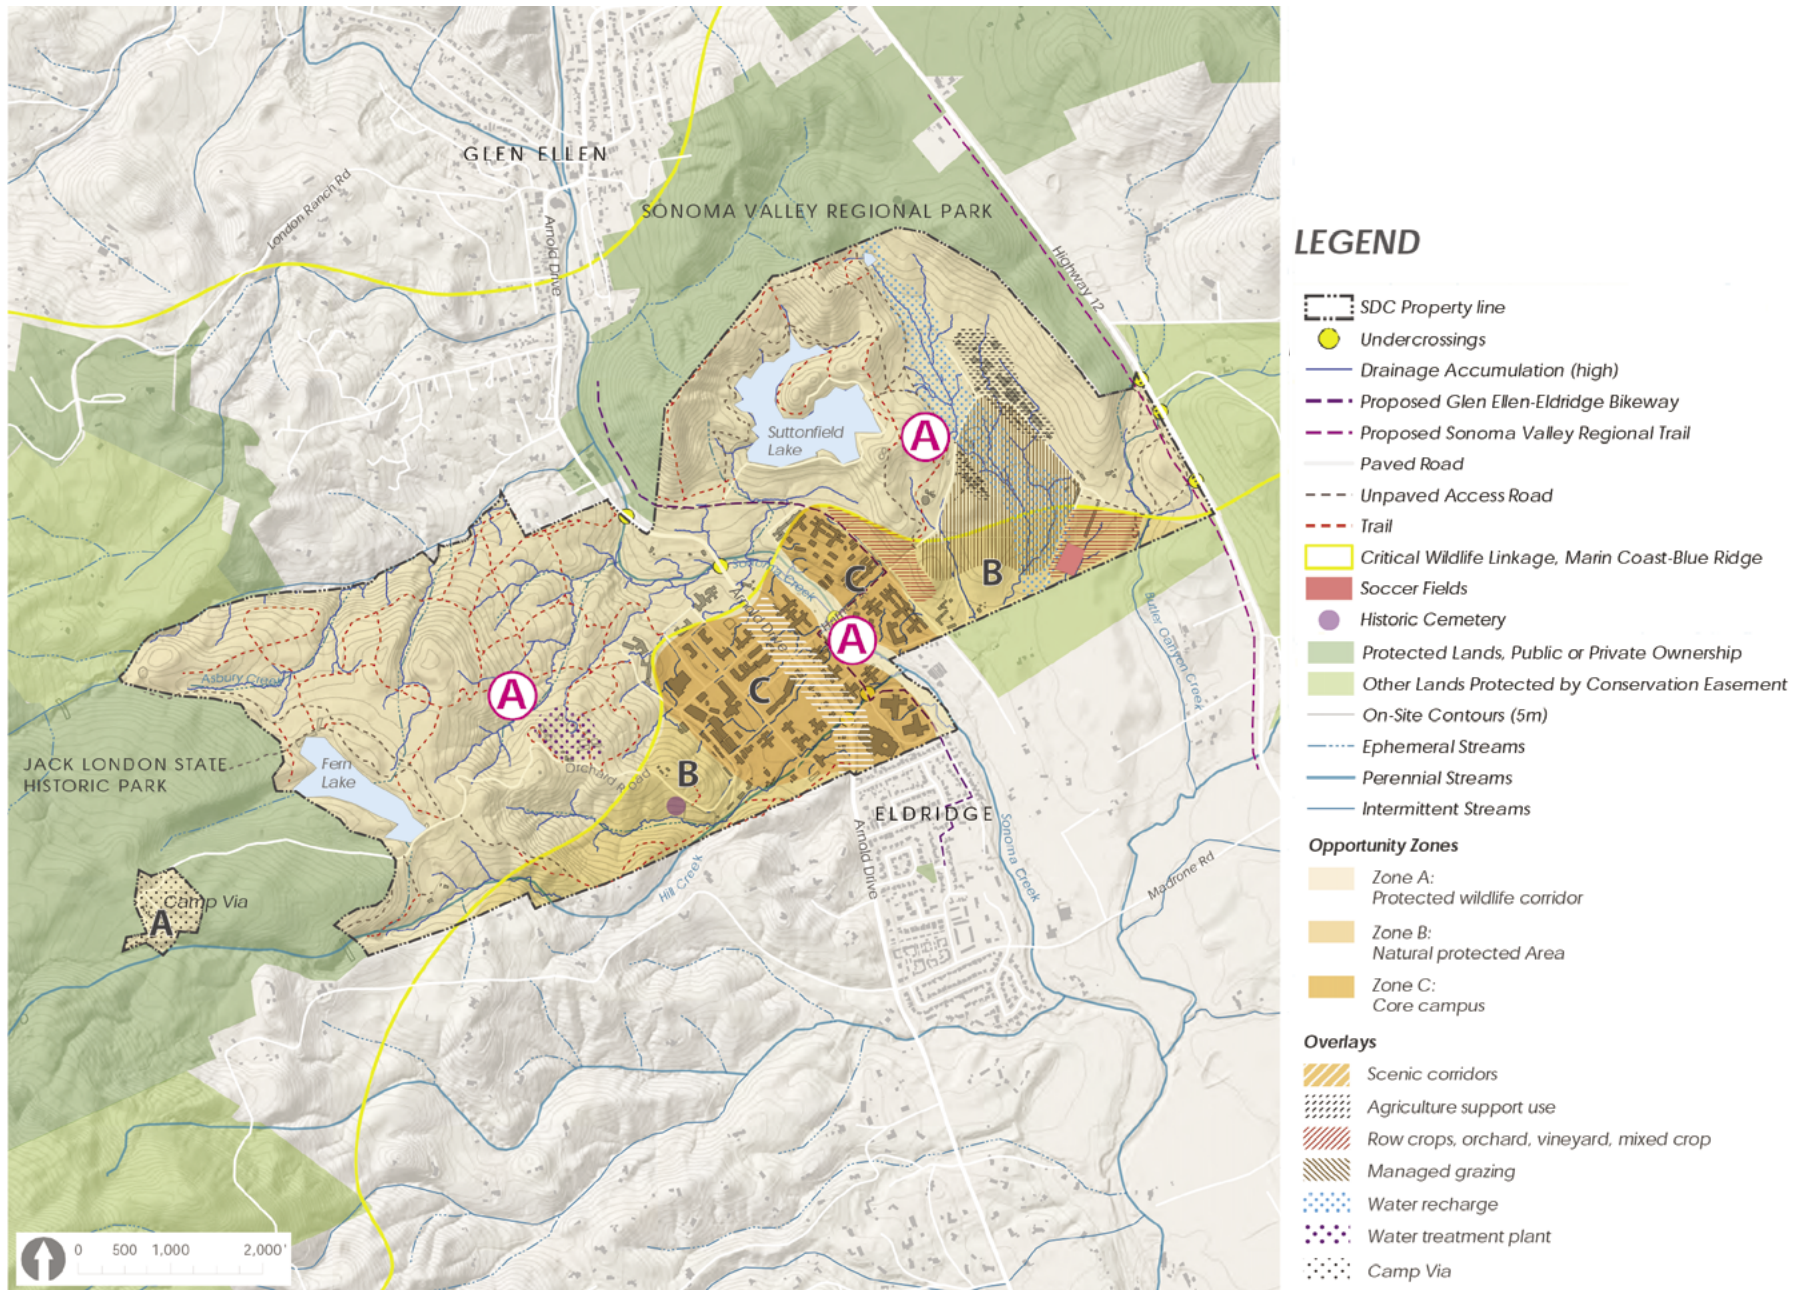 GLEN ELLEN
London Ranch Rd
Arnold Drive
SONOMA VALLEY REGIONAL PARK
Highway 12
Suttonfield
Lake
A
B
C
A
Sonoma Creek
Arnold Drive
C
A
Asbury Creek
Butler Canyon Creek
JACK LONDON STATE
HISTORIC PARK
Fern
Lake
Orchard Road
B
ELDRIDGE
Arnold Drive
Sonoma Creek
Madrone Rd
Hill Creek
Camp Via
A
0 500 1,000 2,000'
LEGEND
SDC Property line
Undercrossings
Drainage Accumulation (high)
Proposed Glen Ellen-Eldridge Bikeway
Proposed Sonoma Valley Regional Trail
Paved Road
Unpaved Access Road
Trail
Critical Wildlife Linkage, Marin Coast-Blue Ridge
Soccer Fields
Historic Cemetery
Protected Lands, Public or Private Ownership
Other Lands Protected by Conservation Easement
On-Site Contours (5m)
Ephemeral Streams
Perennial Streams
Intermittent Streams
Opportunity Zones
Zone A:
Protected wildlife corridor
Zone B:
Natural protected Area
Zone C:
Core campus
Overlays
Scenic corridors
Agriculture support use
Row crops, orchard, vineyard, mixed crop
Managed grazing
Water recharge
Water treatment plant
Camp Via